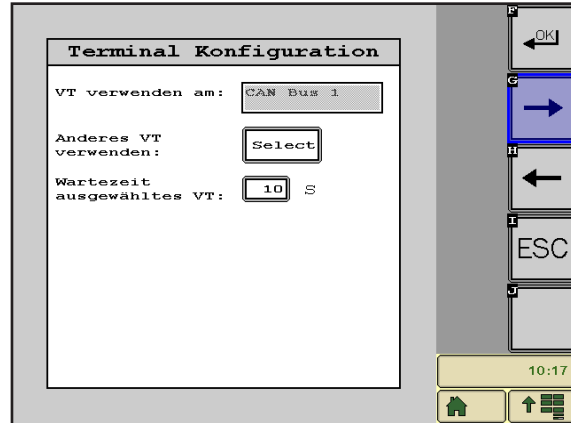 Terminal Konfiguration
VT verwenden am:
CAN Bus 1
Anderes VT
verwenden:
Select
Wartezeit
ausgewähltes VT:
10 S
F
OK
G
H
I
ESC
J
10:17